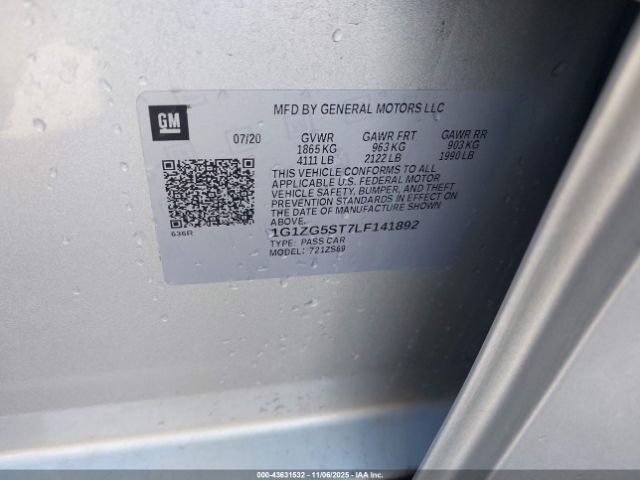 GM
MFD BY GENERAL MOTORS LLC
07/20 GVWR GAWR FRT GAWR RR
1865 KG 963 KG 903 KG
4111 LB 2122 LB 1990 LB
THIS VEHICLE CONFORMS TO ALL
APPLICABLE U.S. FEDERAL MOTOR
VEHICLE SAFETY, BUMPER, AND THEFT
PREVENTION STANDARDS IN EFFECT ON
THE DATE OF MANUFACTURE SHOWN
ABOVE.
636R
1G1ZG5ST7LF141892
TYPE: PASS CAR
MODEL: 721ZS69
000-43631532 — 11/06/2025 — IAA Inc.